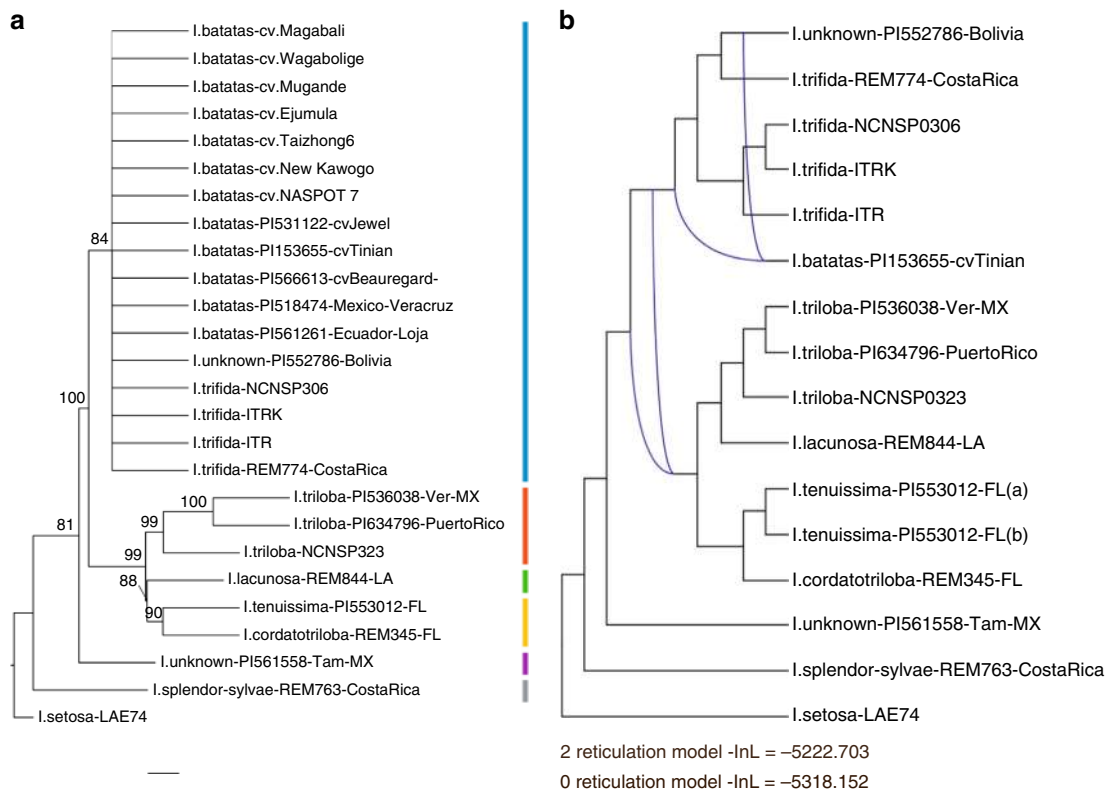 a
I.batatas-cv.Magabali
I.batatas-cv.Wagabolige
I.batatas-cv.Mugande
I.batatas-cv.Ejumula
I.batatas-cv.Taizhong6
I.batatas-cv.New Kawogo
I.batatas-cv.NASPOT 7
I.batatas-PI531122-cvJewel
84
I.batatas-PI153655-cvTinian
I.batatas-PI566613-cvBeauregard-
I.batatas-PI518474-Mexico-Veracruz
I.batatas-PI561261-Ecuador-Loja
I.unknown-PI552786-Bolivia
I.trifida-NCNSP306
100
I.trifida-ITRK
I.trifida-ITR
I.trifida-REM774-CostaRica
I.triloba-PI536038-Ver-MX
100
I.triloba-PI634796-PuertoRico
81
99
I.triloba-NCNSP323
99
88
I.lacunosa-REM844-LA
90
I.tenuissima-PI553012-FL
I.cordatotriloba-REM345-FL
I.unknown-PI561558-Tam-MX
I.splendor-sylvae-REM763-CostaRica
I.setosa-LAE74
b
I.unknown-PI552786-Bolivia
I.trifida-REM774-CostaRica
I.trifida-NCNSP0306
I.trifida-ITRK
I.trifida-ITR
I.batatas-PI153655-cvTinian
I.triloba-PI536038-Ver-MX
I.triloba-PI634796-PuertoRico
I.triloba-NCNSP0323
I.lacunosa-REM844-LA
I.tenuissima-PI553012-FL(a)
I.tenuissima-PI553012-FL(b)
I.cordatotriloba-REM345-FL
I.unknown-PI561558-Tam-MX
I.splendor-sylvae-REM763-CostaRica
I.setosa-LAE74
2 reticulation model -InL = –5222.703
0 reticulation model -InL = –5318.152